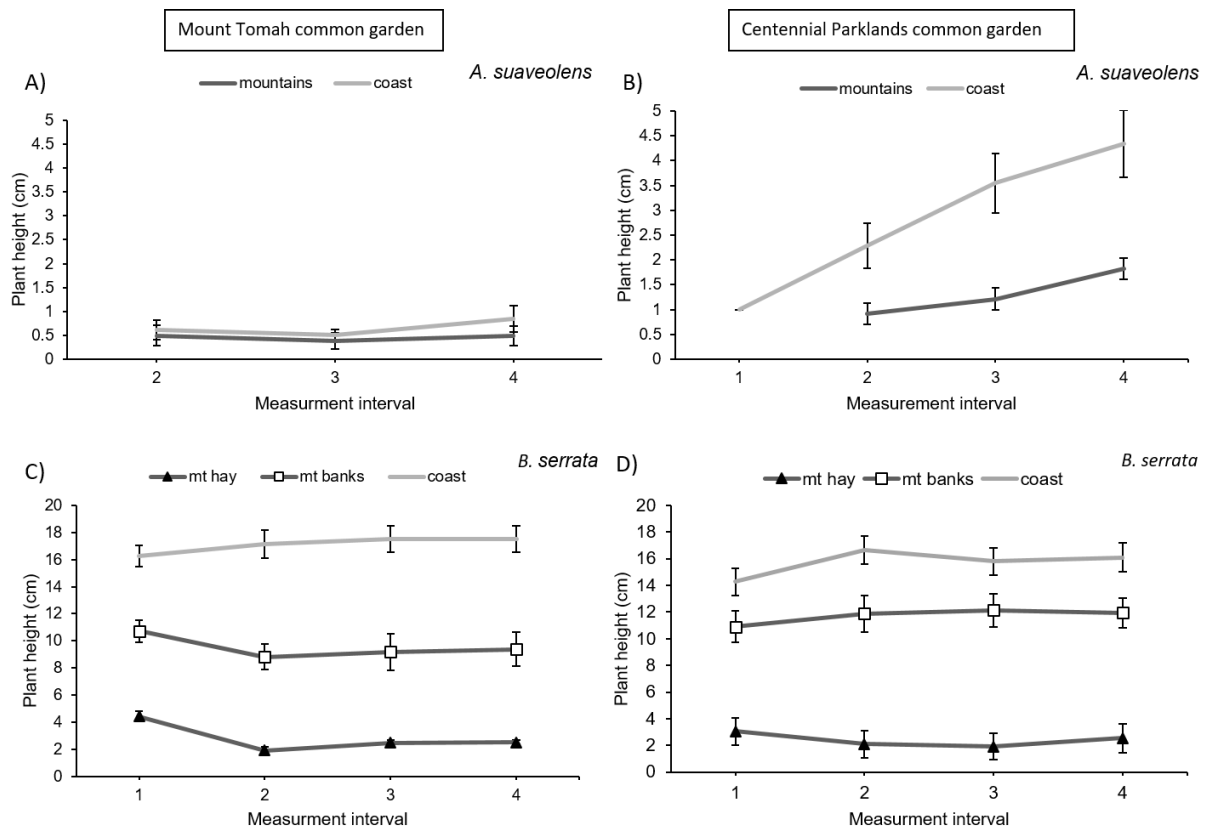 Mount Tomah common garden
Centennial Parklands common garden
A)
A. suaveolens
mountains
coast
5
4.5
4
3.5
3
2.5
2
1.5
1
0.5
0
Plant height (cm)
2
3
4
Measurment interval
B)
A. suaveolens
mountains
coast
5
4.5
4
3.5
3
2.5
2
1.5
1
0.5
0
Plant height (cm)
1
2
3
4
Measurement interval
C)
B. serrata
mt hay
mt banks
coast
20
18
16
14
12
10
8
6
4
2
0
Plant height (cm)
1
2
3
4
Measurment interval
D)
B. serrata
mt hay
mt banks
coast
20
18
16
14
12
10
8
6
4
2
0
Plant height (cm)
1
2
3
4
Measurment interval